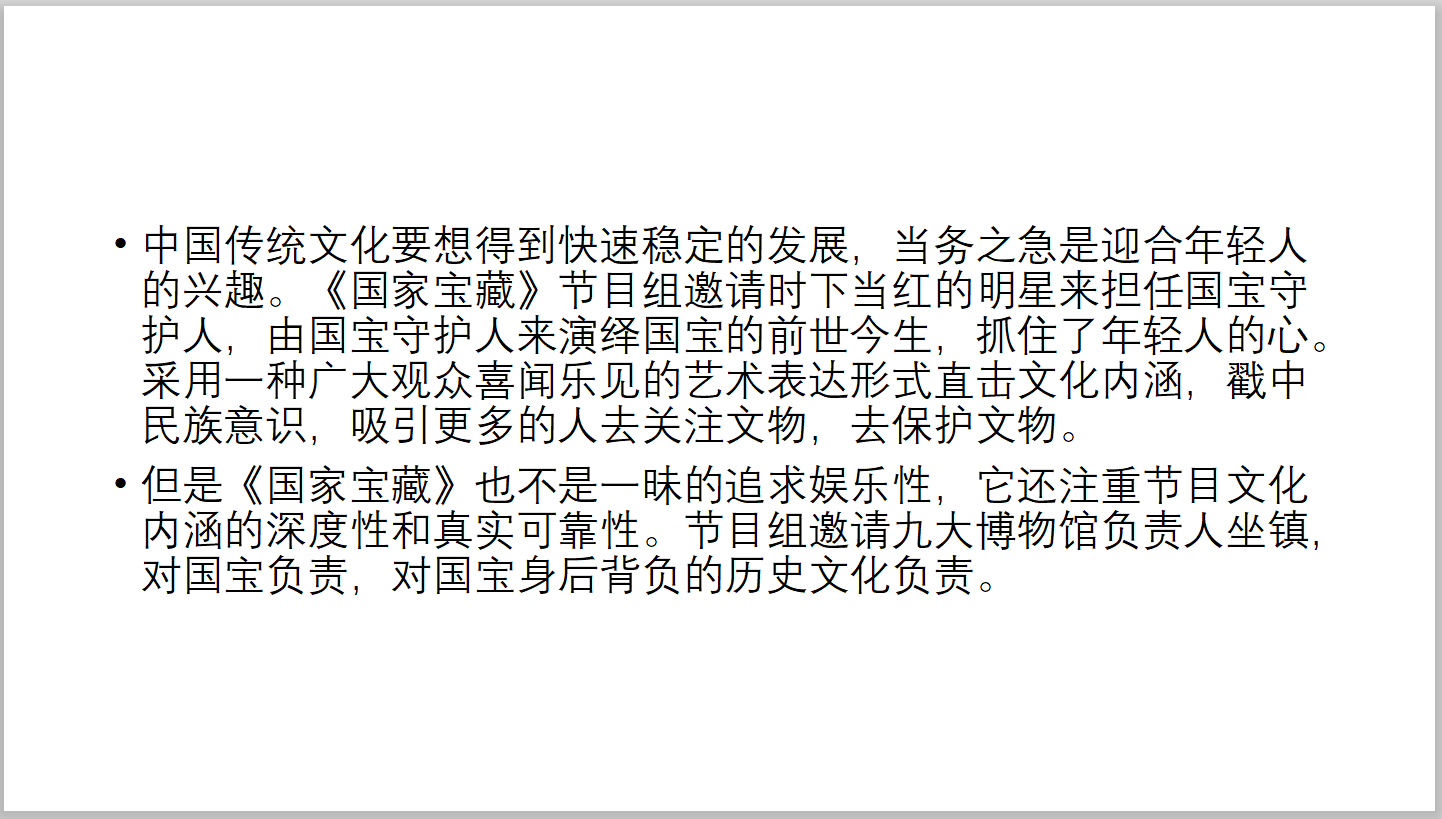 • 中国传统文化要想得到快速稳定的发展，当务之急是迎合年轻人
的兴趣。《国家宝藏》节目组邀请时下当红的明星来担任国宝守
护人，由国宝守护人来演绎国宝的前世今生，抓住了年轻人的心。
采用一种广大观众喜闻乐见的艺术表达形式直击文化内涵，戳中
民族意识，吸引更多的人去关注文物，去保护文物。
• 但是《国家宝藏》也不是一昧的追求娱乐性，它还注重节目文化
内涵的深度性和真实可靠性。节目组邀请九大博物馆负责人坐镇，
对国宝负责，对国宝身后背负的历史文化负责。